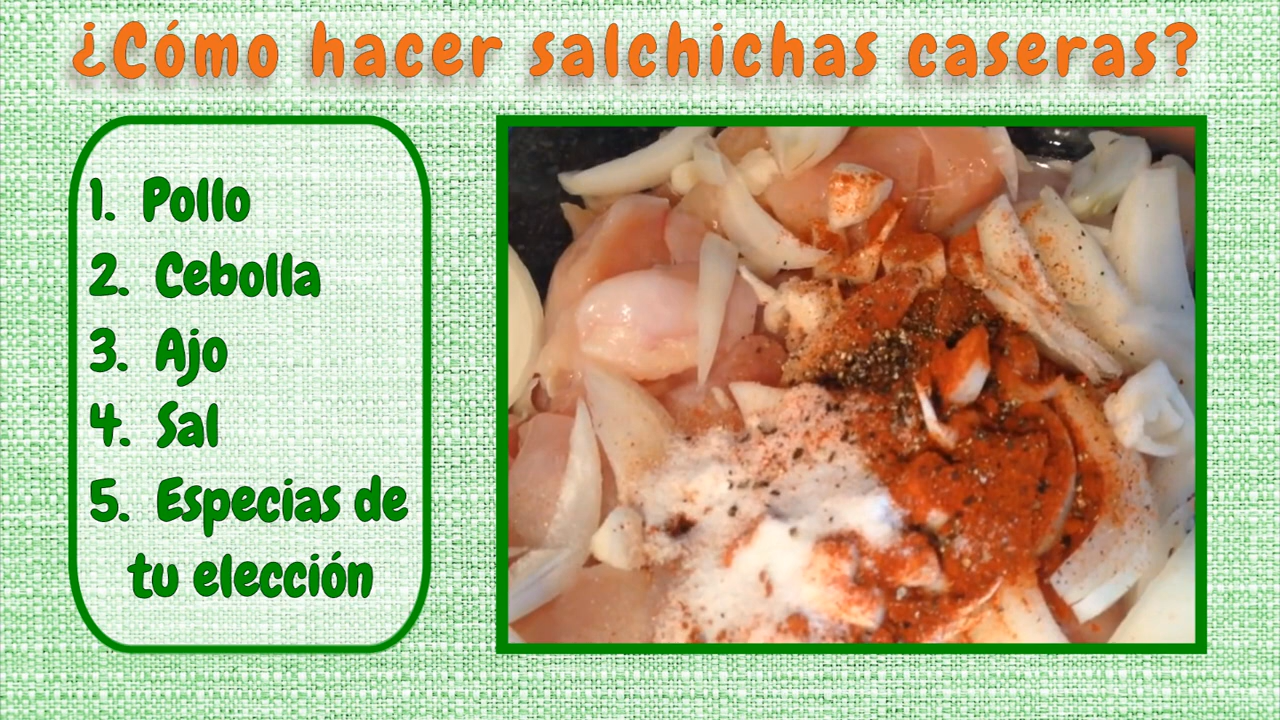 ¿Cómo hacer salchichas caseras?
1. Pollo
2. Cebolla
3. Ajo
4. Sal
5. Especias de
tu elección